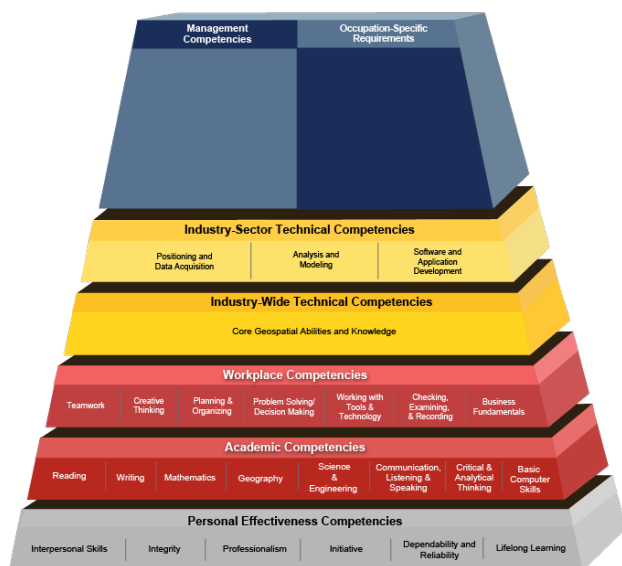 Management
Competencies
Occupation-Specific
Requirements
Industry-Sector Technical Competencies
Positioning and
Data Acquisition
Analysis and
Modeling
Software and
Application
Development
Industry-Wide Technical Competencies
Core Geospatial Abilities and Knowledge
Workplace Competencies
Teamwork
Creative
Thinking
Planning &
Organizing
Problem Solving/
Decision Making
Working with
Tools &
Technology
Checking,
Examining,
& Recording
Business
Fundamentals
Academic Competencies
Reading
Writing
Mathematics
Geography
Science
&
Engineering
Communication,
Listening &
Speaking
Critical &
Analytical
Thinking
Basic
Computer
Skills
Personal Effectiveness Competencies
Interpersonal Skills
Integrity
Professionalism
Initiative
Dependability and
Reliability
Lifelong Learning